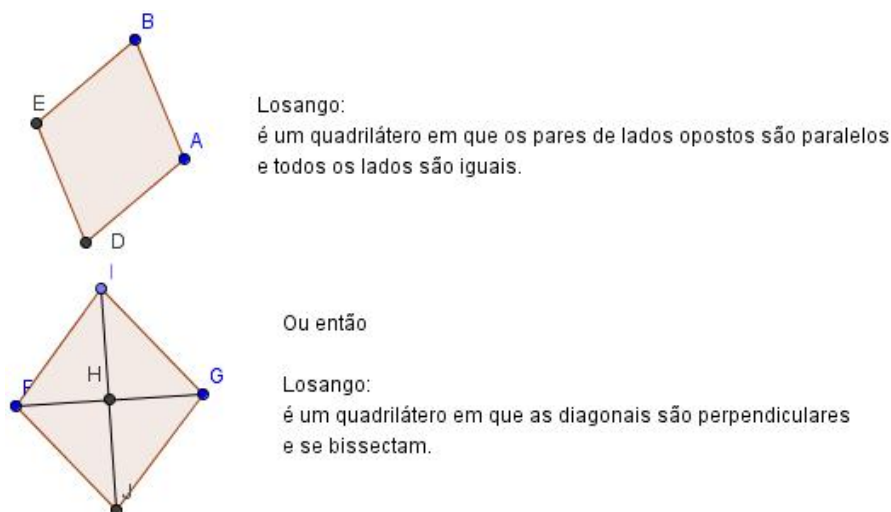 B
E
Losango:
A
é um quadrilátero em que os pares de lados opostos são paralelos
e todos os lados são iguais.
D
I
Ou então
H
G
F
Losango:
é um quadrilátero em que as diagonais são perpendiculares
e se bissectam.
J